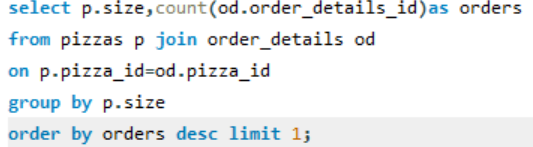 select p.size,count(od.order_details_id)as orders
from pizzas p join order_details od
on p.pizza_id=od.pizza_id
group by p.size
order by orders desc limit 1;